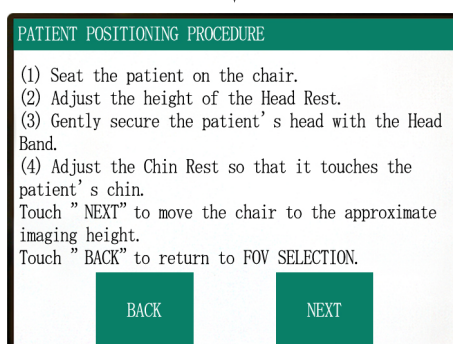 PATIENT POSITIONING PROCEDURE
(1) Seat the patient on the chair.
(2) Adjust the height of the Head Rest.
(3) Gently secure the patient's head with the Head
Band.
(4) Adjust the Chin Rest so that it touches the
patient's chin.
Touch "NEXT" to move the chair to the approximate
imaging height.
Touch "BACK" to return to FOV SELECTION.
BACK
NEXT